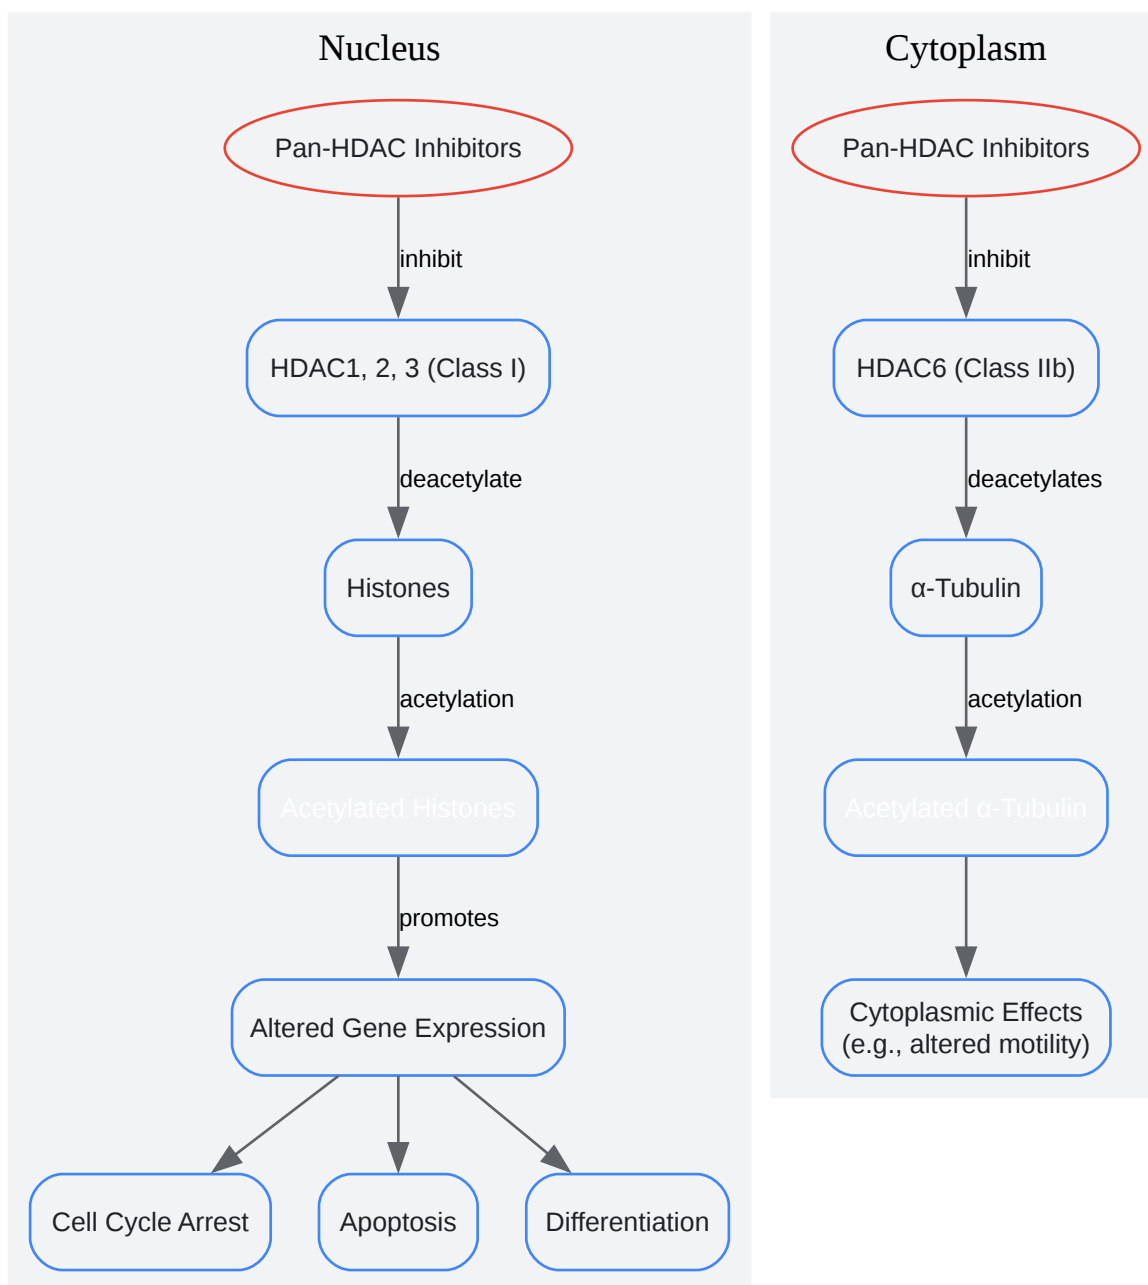 Nucleus
Pan-HDAC Inhibitors
inhibit
HDAC1, 2, 3 (Class I)
deacetylate
Histones
acetylation
Acetylated Histones
promotes
Altered Gene Expression
Cell Cycle Arrest
Apoptosis
Differentiation
Cytoplasm
Pan-HDAC Inhibitors
inhibit
HDAC6 (Class IIb)
deacetylates
α-Tubulin
acetylation
Acetylated α-Tubulin
Cytoplasmic Effects
(e.g., altered motility)